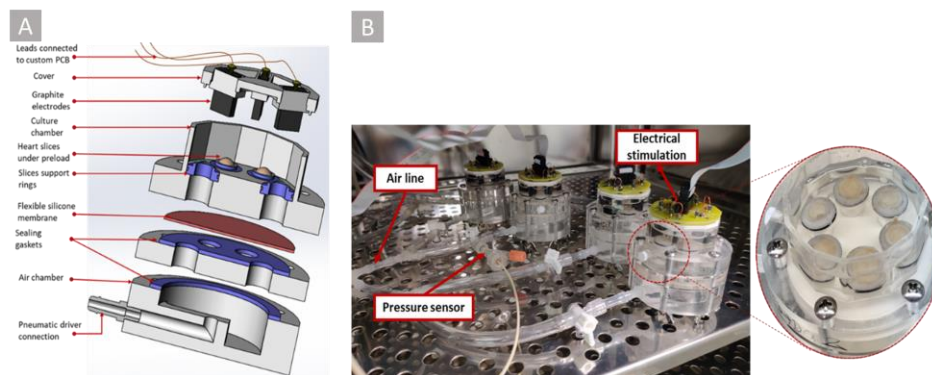 A
Leads connected
to custom PCB
Cover
Graphite
electrodes
Culture
chamber
Heart slices
under preload
Slices support
rings
Flexible silicone
membrane
Sealing
gaskets
Air chamber
Pneumatic driver
connection
B
Air line
Electrical
stimulation
Pressure sensor